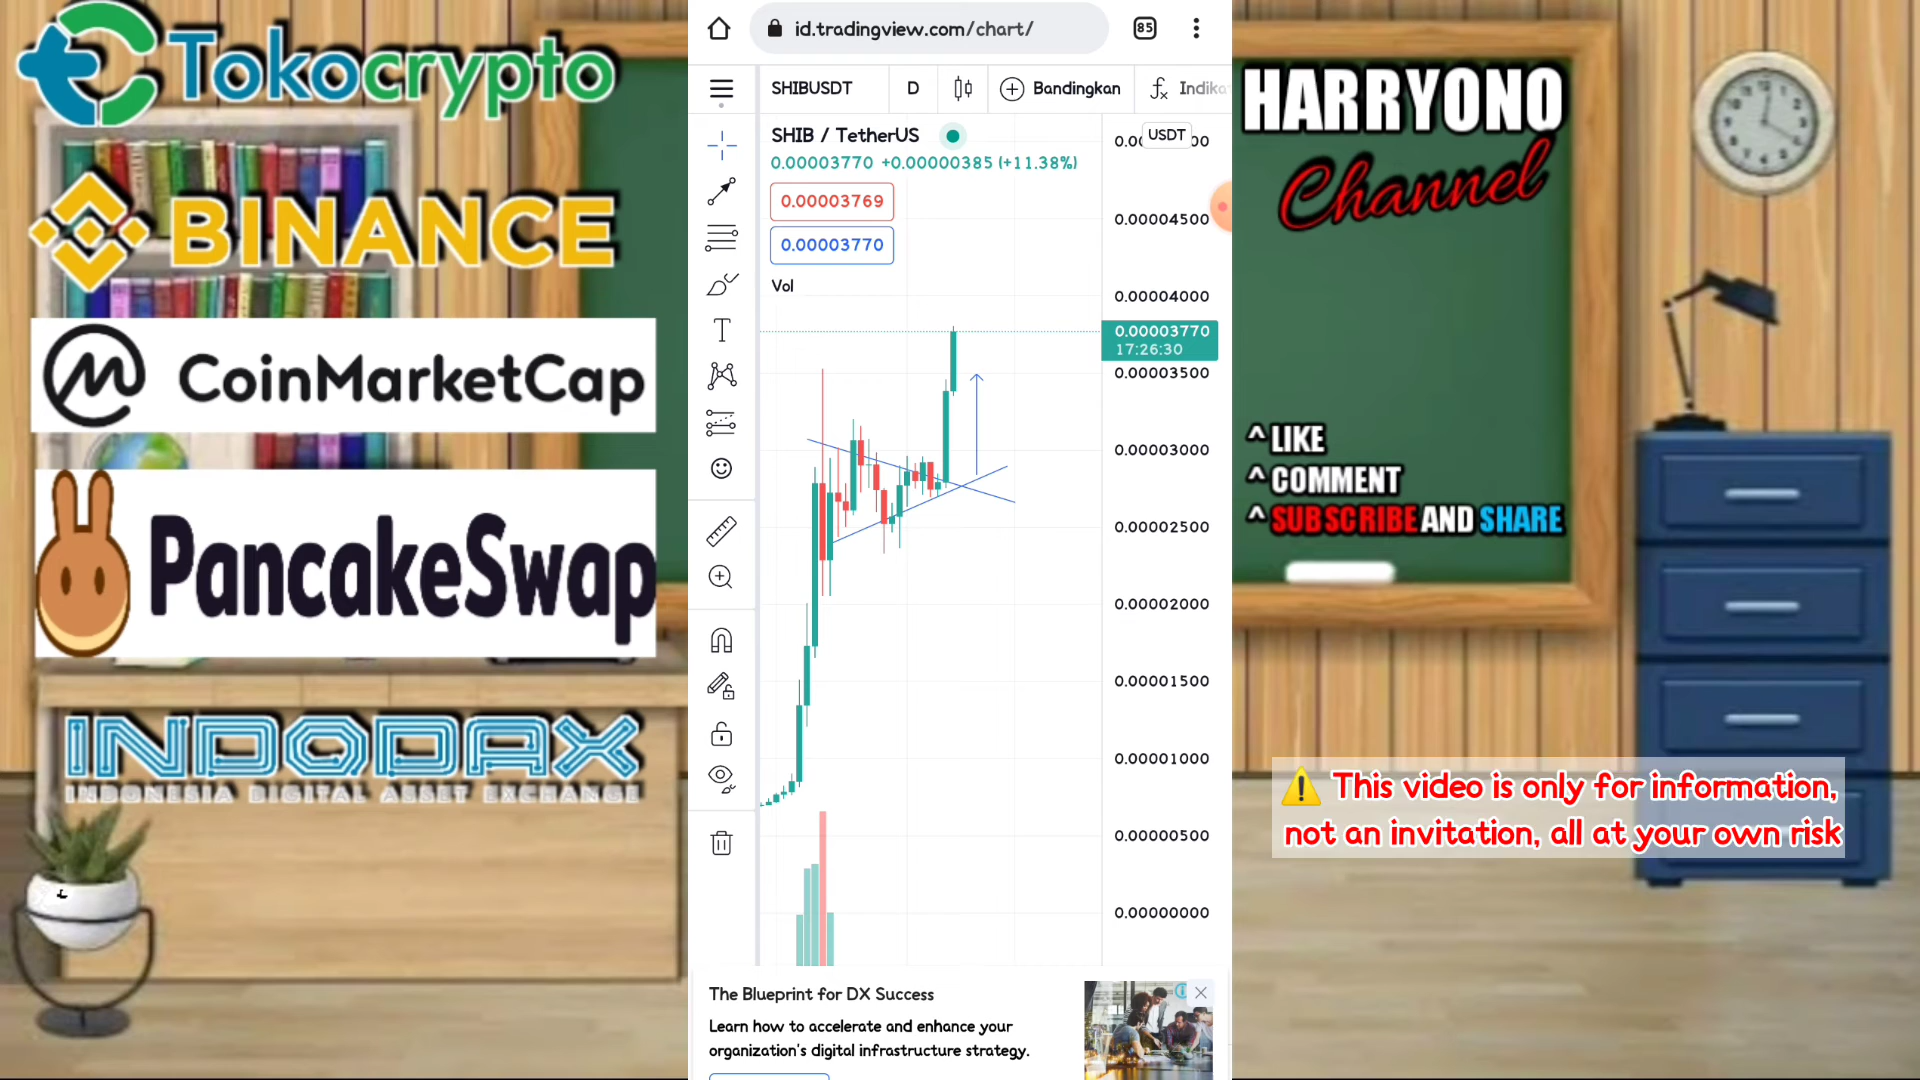 Tokocrypto
BINANCE
CoinMarketCap
PancakeSwap
INDODAX
INDONESIA DIGITAL ASSET EXCHANGE
id.tradingview.com/chart/
85
SHIBUSDT
D
Bandingkan
Indika
SHIB / TetherUS
0.00003770 +0.00000385 (+11.38%)
0.00003769
0.00003770
Vol
USDT
0.00004500
0.00004000
0.00003770
17:26:30
0.00003500
0.00003000
0.00002500
0.00002000
0.00001500
0.00001000
0.00000500
0.00000000
The Blueprint for DX Success
Learn how to accelerate and enhance your
organization's digital infrastructure strategy.
HARRYONO
Channel
^ LIKE
^ COMMENT
^ SUBSCRIBE AND SHARE
⚠️ This video is only for information,
not an invitation, all at your own risk